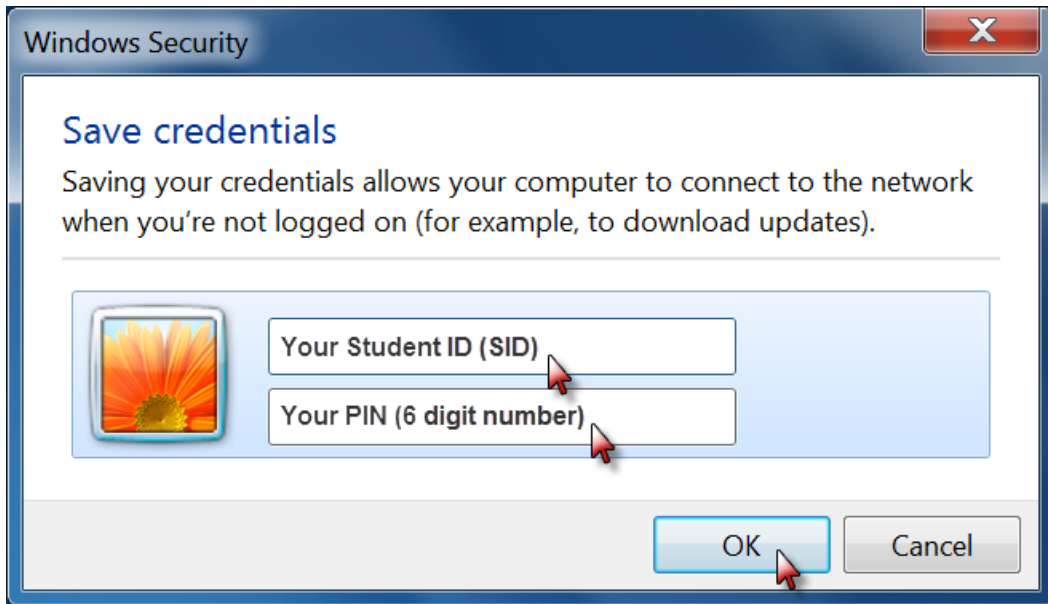 Windows Security
Save credentials
Saving your credentials allows your computer to connect to the network
when you're not logged on (for example, to download updates).
Your Student ID (SID)
Your PIN (6 digit number)
OK
Cancel